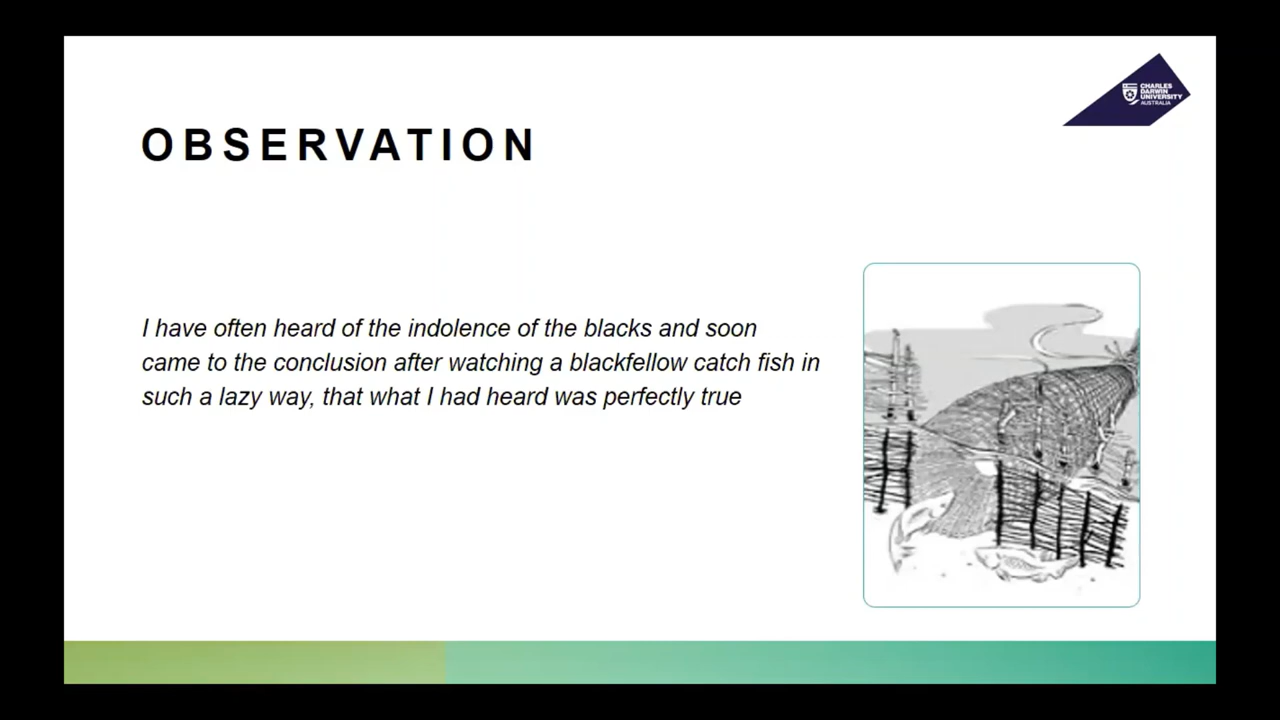 CHARLES
DARWIN
UNIVERSITY
AUSTRALIA
OBSERVATION
I have often heard of the indolence of the blacks and soon
came to the conclusion after watching a blackfellow catch fish in
such a lazy way, that what I had heard was perfectly true